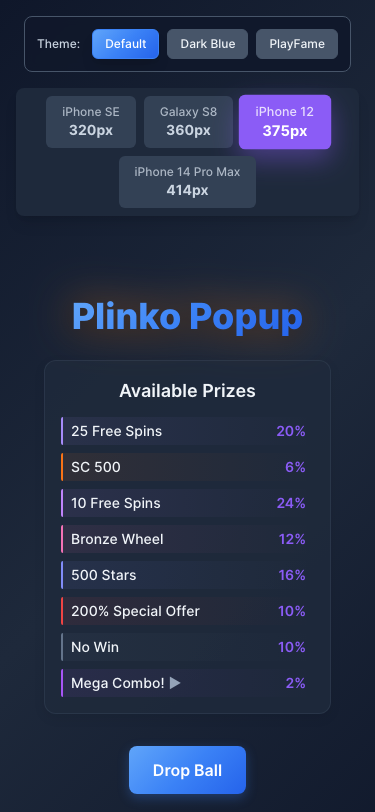 Theme: Default Dark Blue PlayFame
iPhone SE Galaxy S8 iPhone 12
320px 360px 375px
iPhone 14 Pro Max
414px
Plinko Popup
Available Prizes
25 Free Spins 20%
SC 500 6%
10 Free Spins 24%
Bronze Wheel 12%
500 Stars 16%
200% Special Offer 10%
No Win 10%
Mega Combo! ▶ 2%
Drop Ball